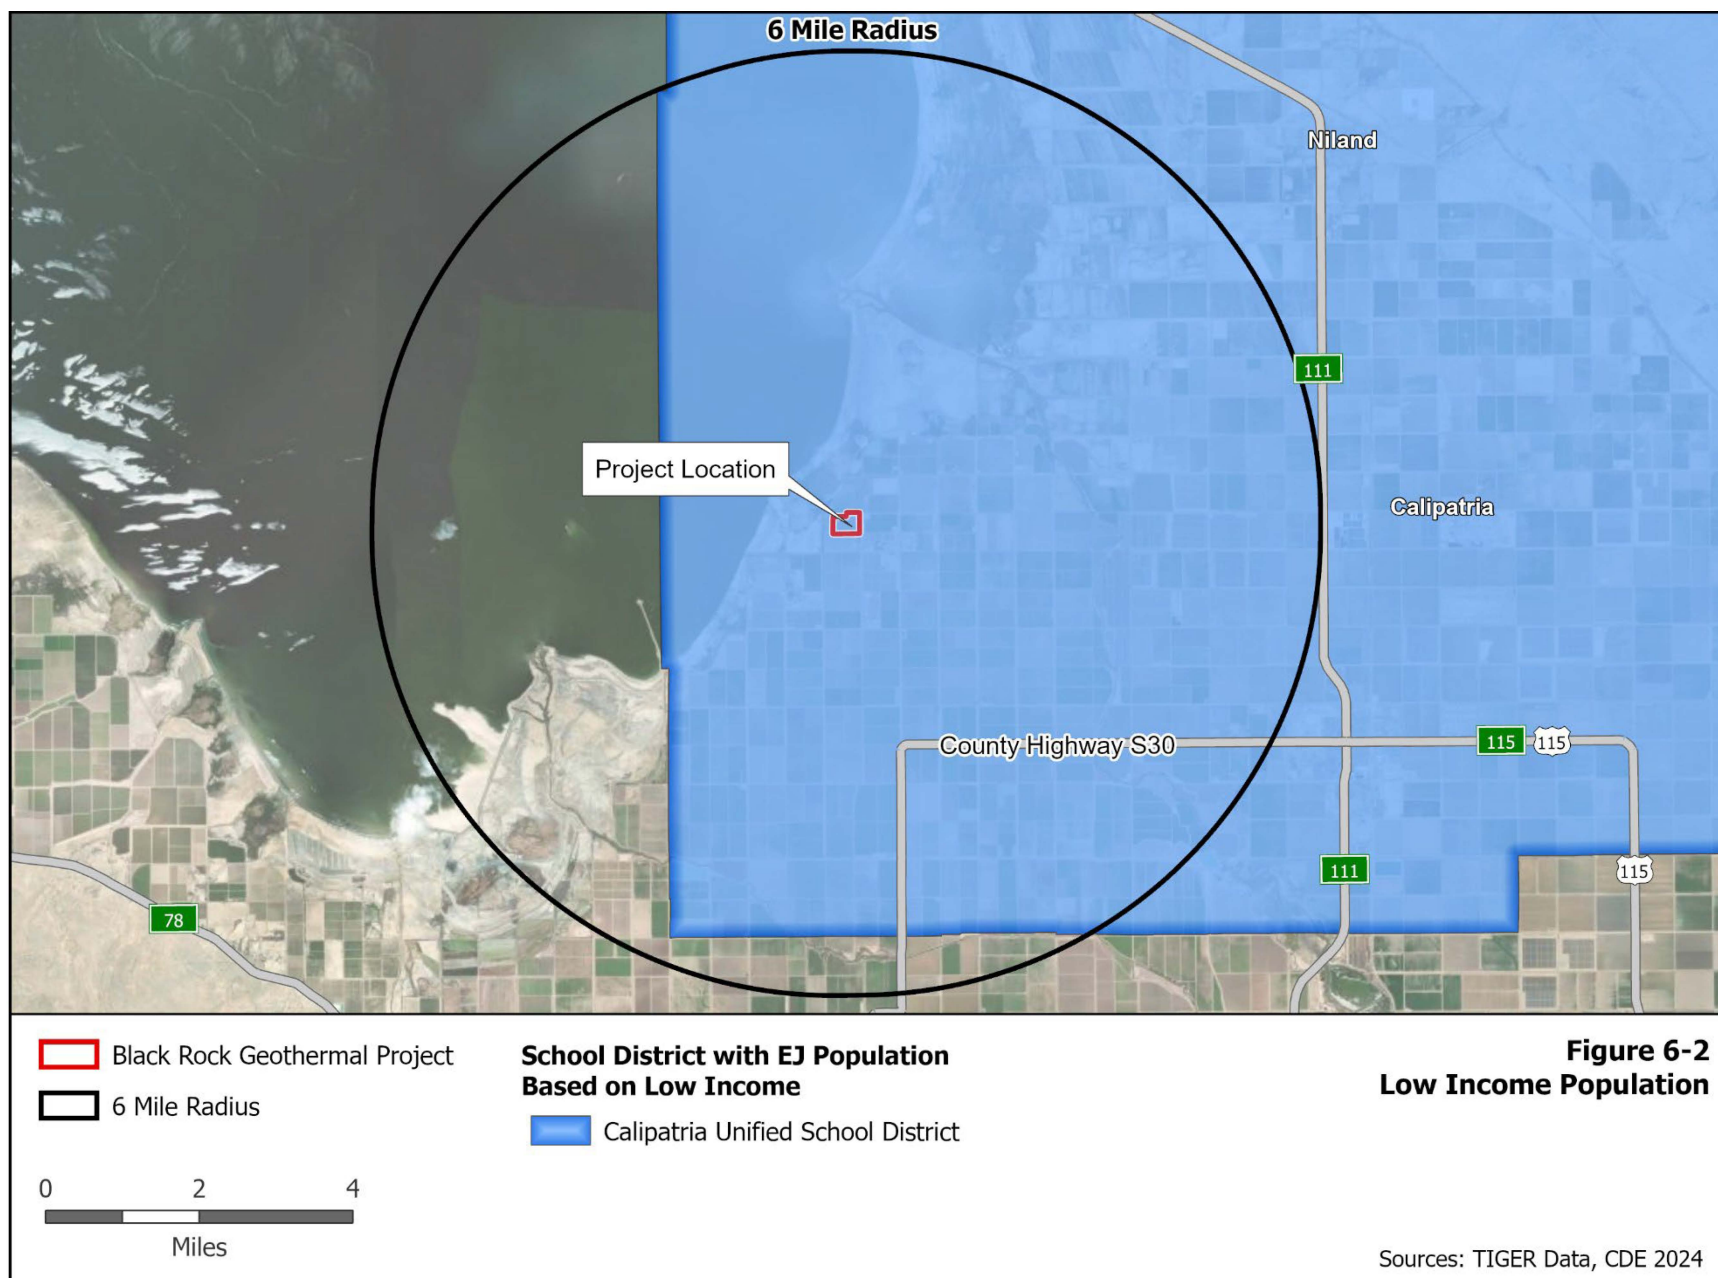 6 Mile Radius
Niland
111
Project Location
Calipatria
County Highway S30
115
115
111
115
78
Black Rock Geothermal Project
6 Mile Radius
School District with EJ Population
Based on Low Income
Calipatria Unified School District
Figure 6-2
Low Income Population
0 2 4
Miles
Sources: TIGER Data, CDE 2024